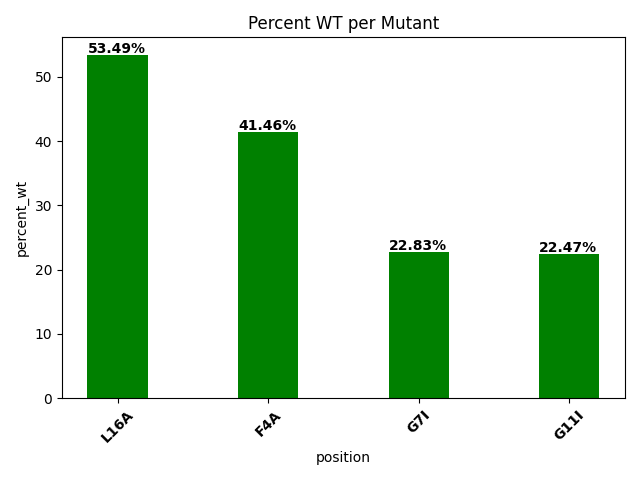 Percent WT per Mutant
53.49%
41.46%
22.83%
22.47%
percent_wt
50
40
30
20
10
0
L16A
F4A
G7I
G11I
position